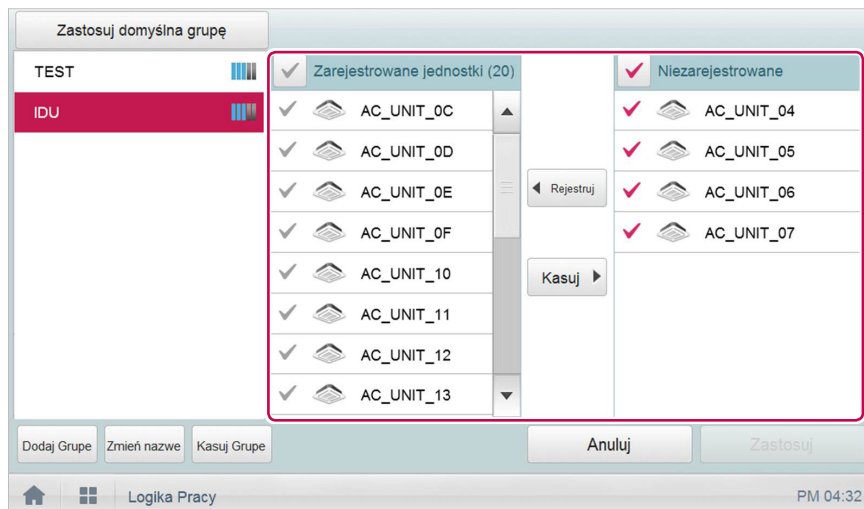 Zastosuj domyślna grupę
TEST
IDU
Zarejestrowane jednostki (20)
AC_UNIT_0C
AC_UNIT_0D
AC_UNIT_0E
AC_UNIT_0F
AC_UNIT_10
AC_UNIT_11
AC_UNIT_12
AC_UNIT_13
Rejestruj
Kasuj
Niezarejestrowane
AC_UNIT_04
AC_UNIT_05
AC_UNIT_06
AC_UNIT_07
Dodaj Grupe
Zmień nazwe
Kasuj Grupe
Anuluj
Zastosuj
Logika Pracy
PM 04:32